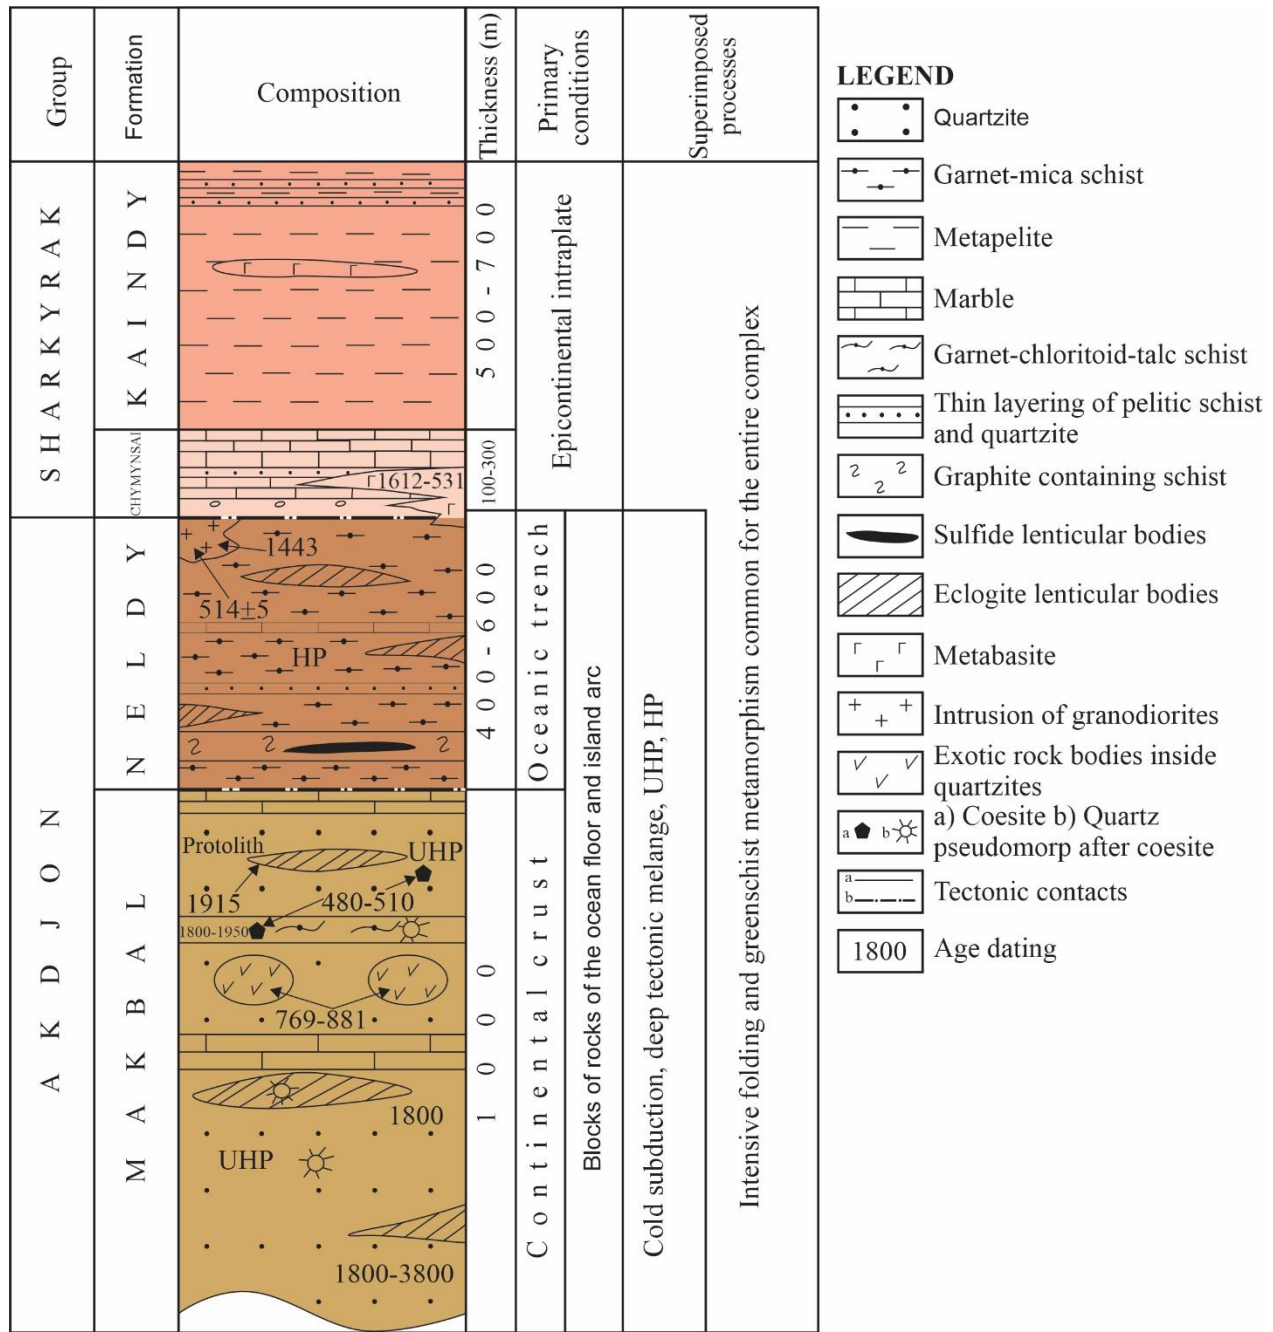 Group
Formation
Composition
Thickness (m)
Primary
conditions
Superimposed
processes
SHARKYRAK
KAINDY
500-700
Epicontinental intraplate
CHYMYNSAI
1612-531
100-300
AKDJON
NELDY
1443
514±5
HP
400-600
Oceanic trench
MAKBAL
Protolith
UHP
1915
480-510
1800-1950
769-881
1800
UHP
1800-3800
1000
Continental crust
Blocks of rocks of the ocean floor and island arc
Cold subduction, deep tectonic melange, UHP, HP
Intensive folding and greenschist metamorphism common for the entire complex
LEGEND
Quartzite
Garnet-mica schist
Metapelite
Marble
Garnet-chloritoid-talc schist
Thin layering of pelitic schist
and quartzite
Graphite containing schist
Sulfide lenticular bodies
Eclogite lenticular bodies
Metabasite
Intrusion of granodiorites
Exotic rock bodies inside
quartzites
a b a) Coesite b) Quartz
pseudomorp after coesite
a
b
Tectonic contacts
1800 Age dating